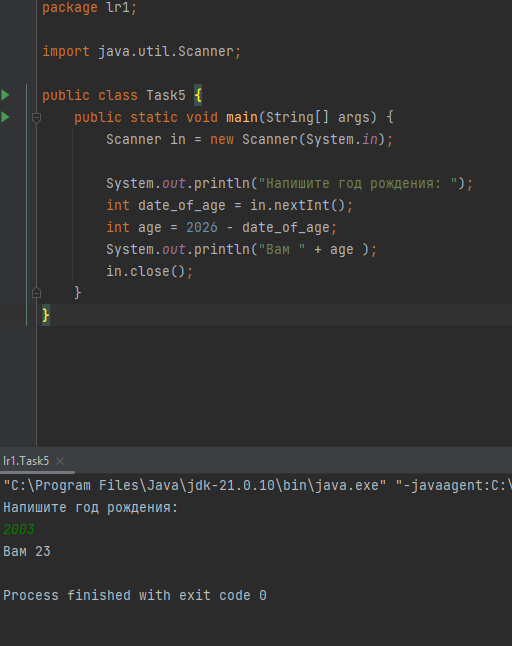 package lr1;
import java.util.Scanner;
public class Task5 {
public static void main(String[] args) {
Scanner in = new Scanner(System.in);
System.out.println("Напишите год рождения: ");
int date_of_age = in.nextInt();
int age = 2026 - date_of_age;
System.out.println("Вам " + age );
in.close();
}
}
lr1.Task5
"C:\Program Files\Java\jdk-21.0.10\bin\java.exe" "-javaagent:C:\
Напишите год рождения:
2003
Вам 23
Process finished with exit code 0